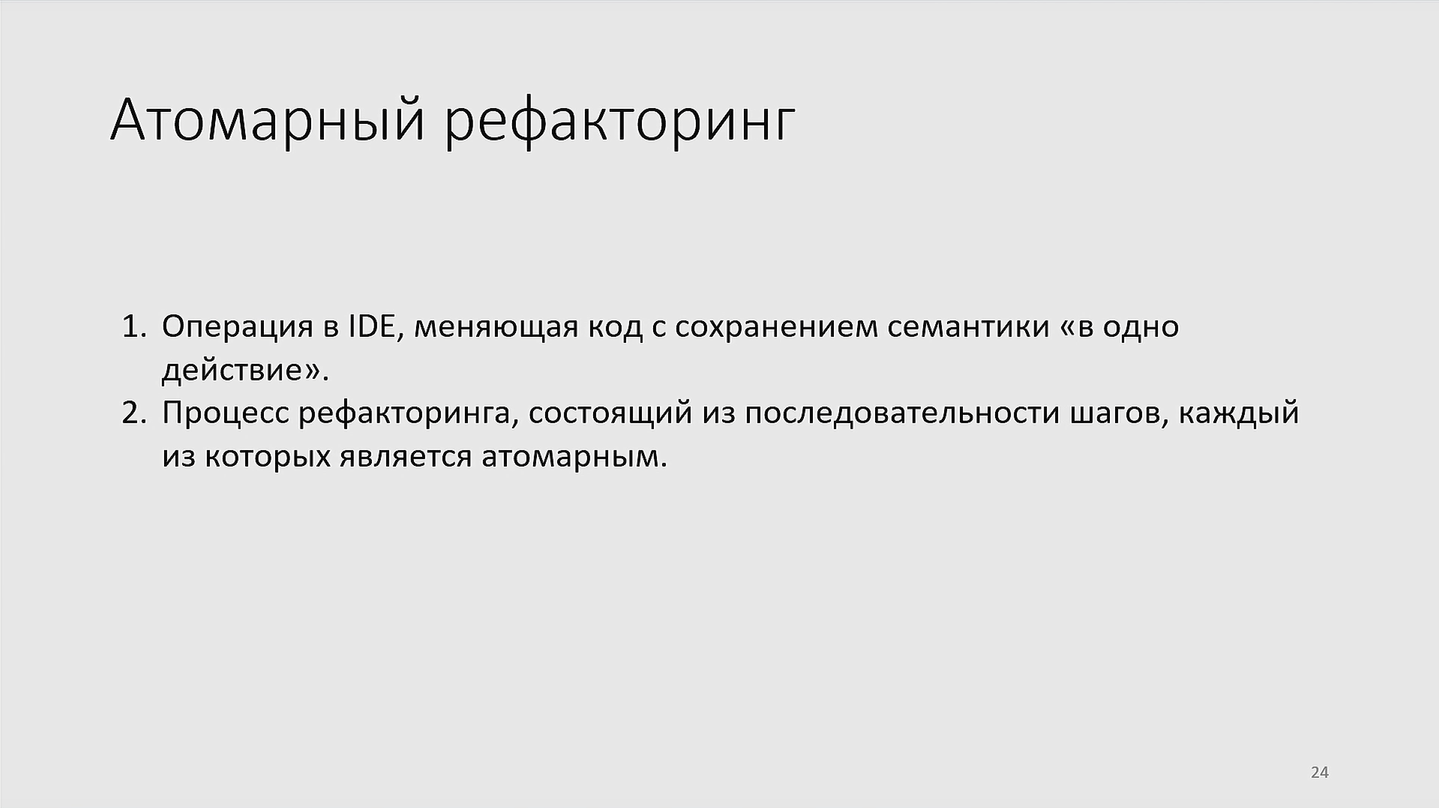 Атомарный рефакторинг
1. Операция в IDE, меняющая код с сохранением семантики «в одно
действие».
2. Процесс рефакторинга, состоящий из последовательности шагов, каждый
из которых является атомарным.
24